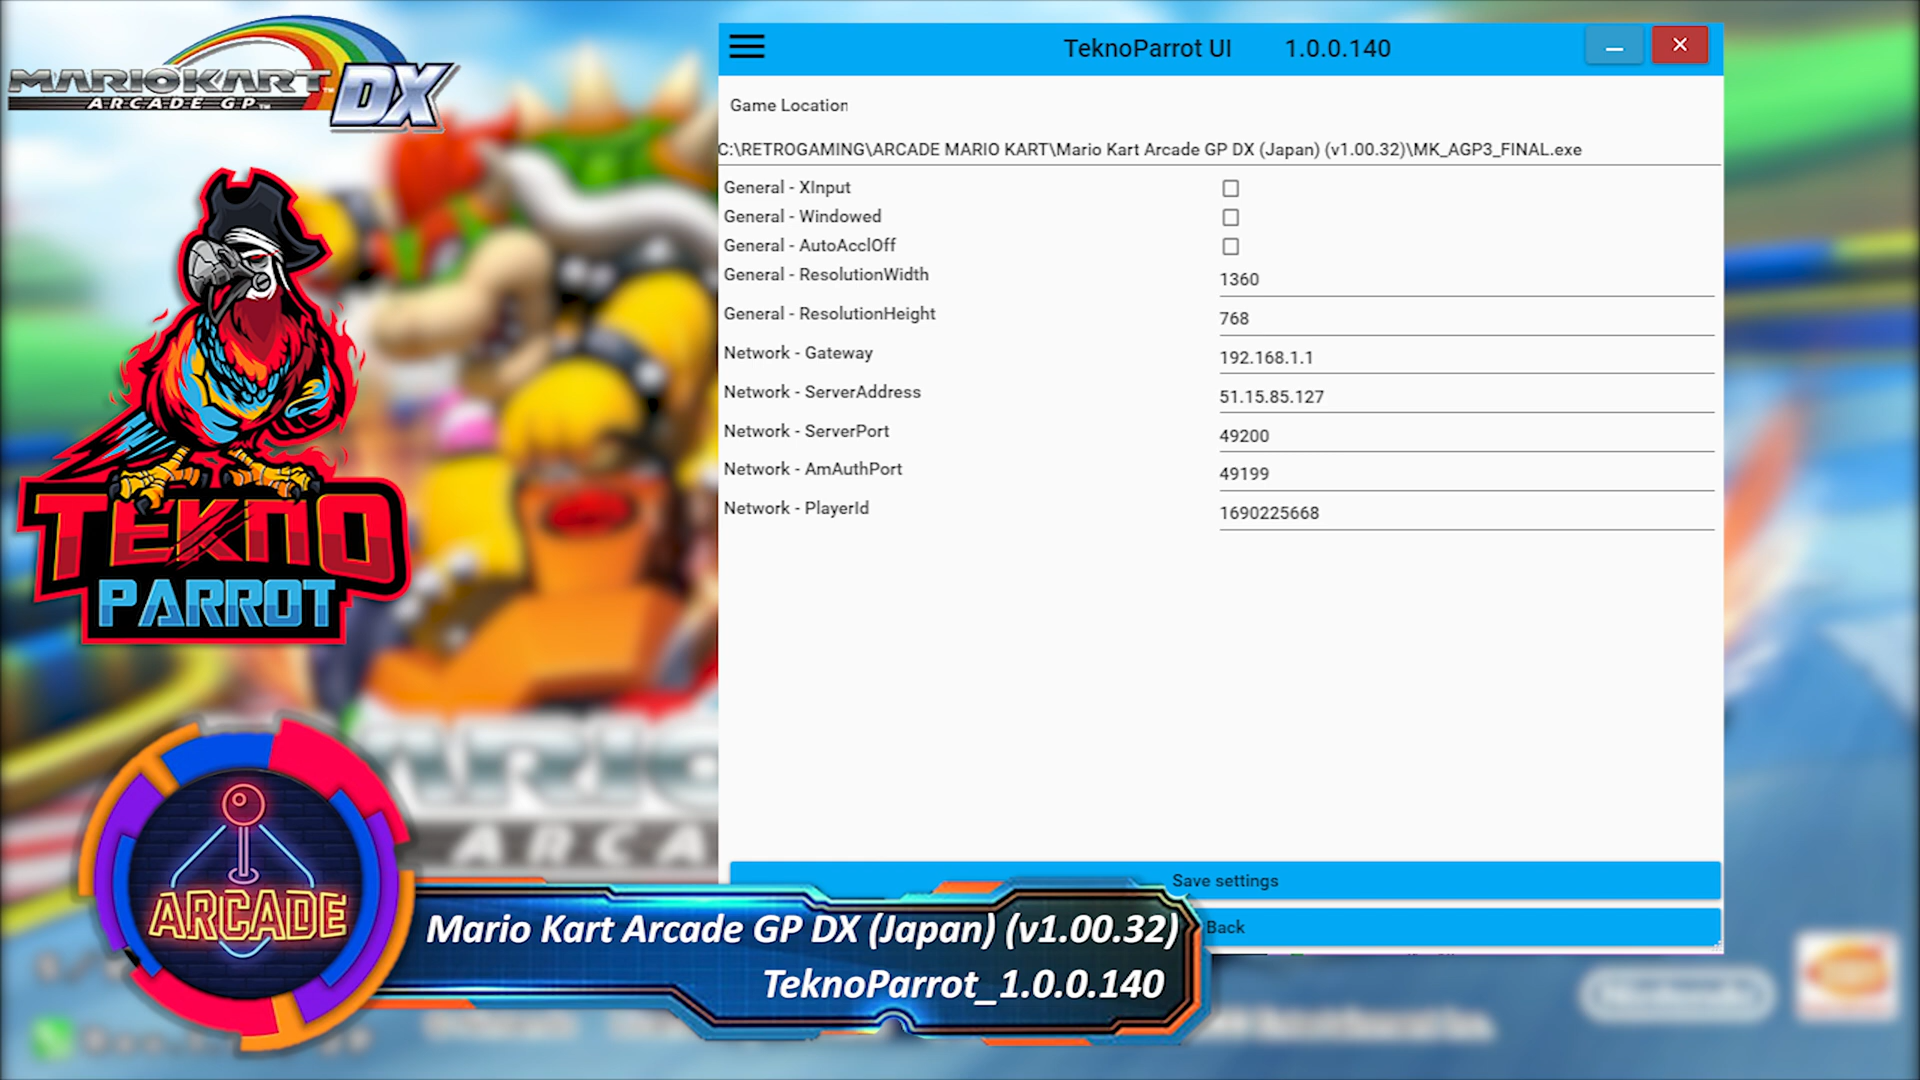 MARIOKART™
ARCADE GP™ DX
TEKNO
PARROT
ARCADE
TeknoParrot UI 1.0.0.140
Game Location
C:\RETROGAMING\ARCADE MARIO KART\Mario Kart Arcade GP DX (Japan) (v1.00.32)\MK_AGP3_FINAL.exe
General - XInput
General - Windowed
General - AutoAcclOff
General - ResolutionWidth 1360
General - ResolutionHeight 768
Network - Gateway 192.168.1.1
Network - ServerAddress 51.15.85.127
Network - ServerPort 49200
Network - AmAuthPort 49199
Network - PlayerId 1690225668
Save settings
Back
Mario Kart Arcade GP DX (Japan) (v1.00.32)
TeknoParrot_1.0.0.140
ARCA
Nintendo